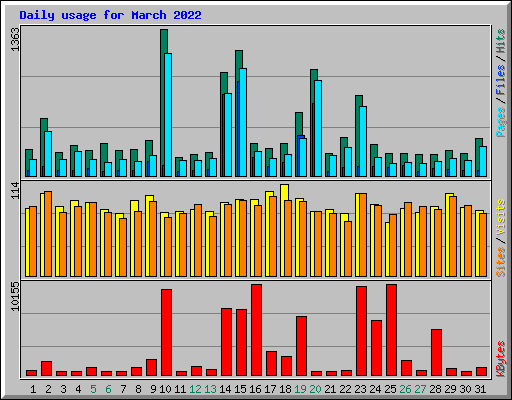 Daily usage for March 2022
1363
Pages / Files / Hits
114
Sites / Visits
10155
KBytes
1 2 3 4 5 6 7 8 9 10 11 12 13 14 15 16 17 18 19 20 21 22 23 24 25 26 27 28 29 30 31